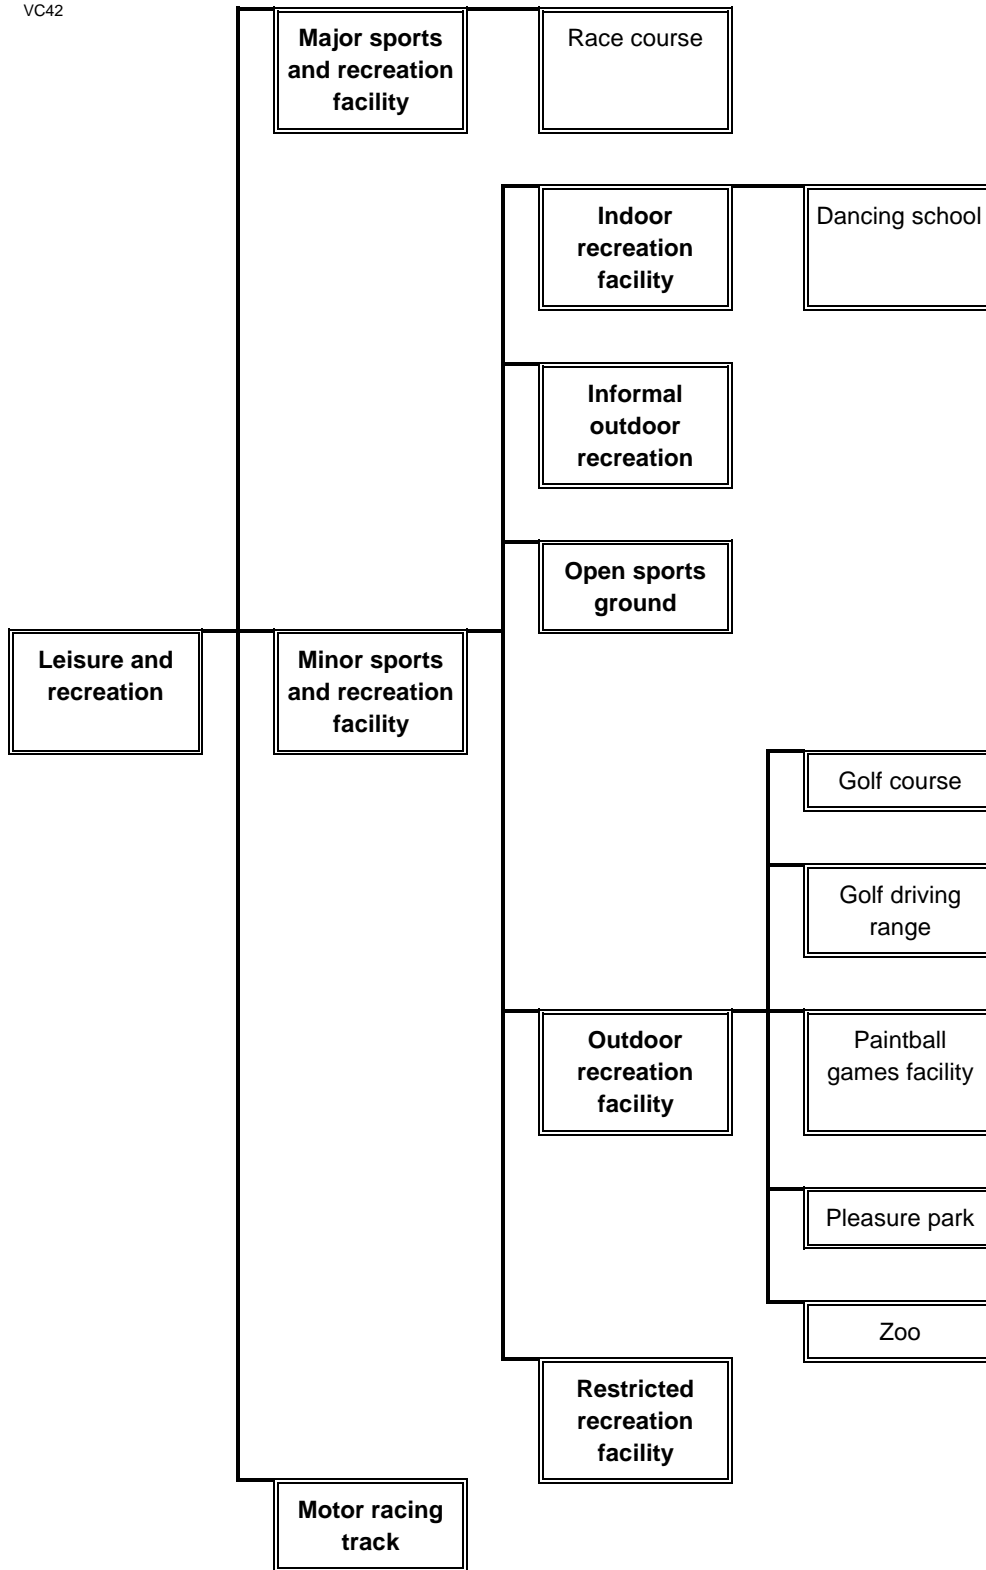 VC42
Major sports
and recreation
facility
Race course
Indoor
recreation
facility
Dancing school
Informal
outdoor
recreation
Open sports
ground
Leisure and
recreation
Minor sports
and recreation
facility
Golf course
Golf driving
range
Outdoor
recreation
facility
Paintball
games facility
Pleasure park
Zoo
Restricted
recreation
facility
Motor racing
track